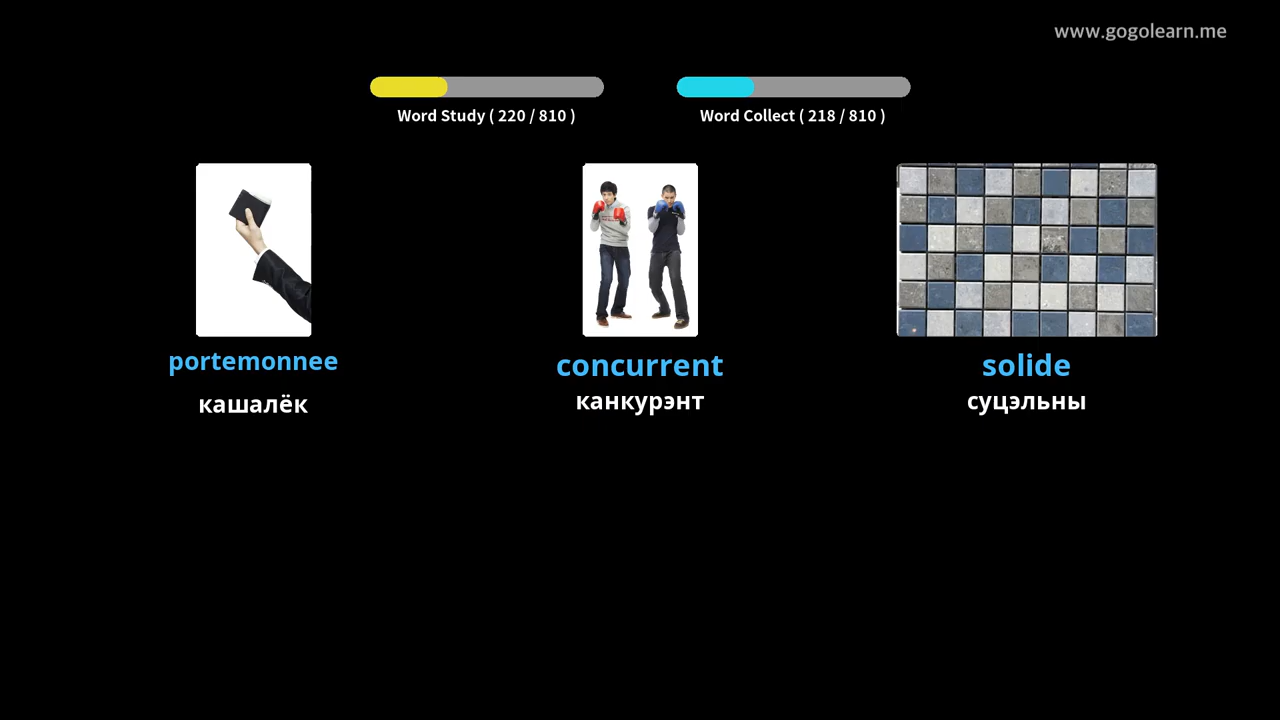 www.gogolearn.me
Word Study ( 220 / 810 )
Word Collect ( 218 / 810 )
portemonnee
concurrent
solide
кашалёк
канкурэнт
суцэльны